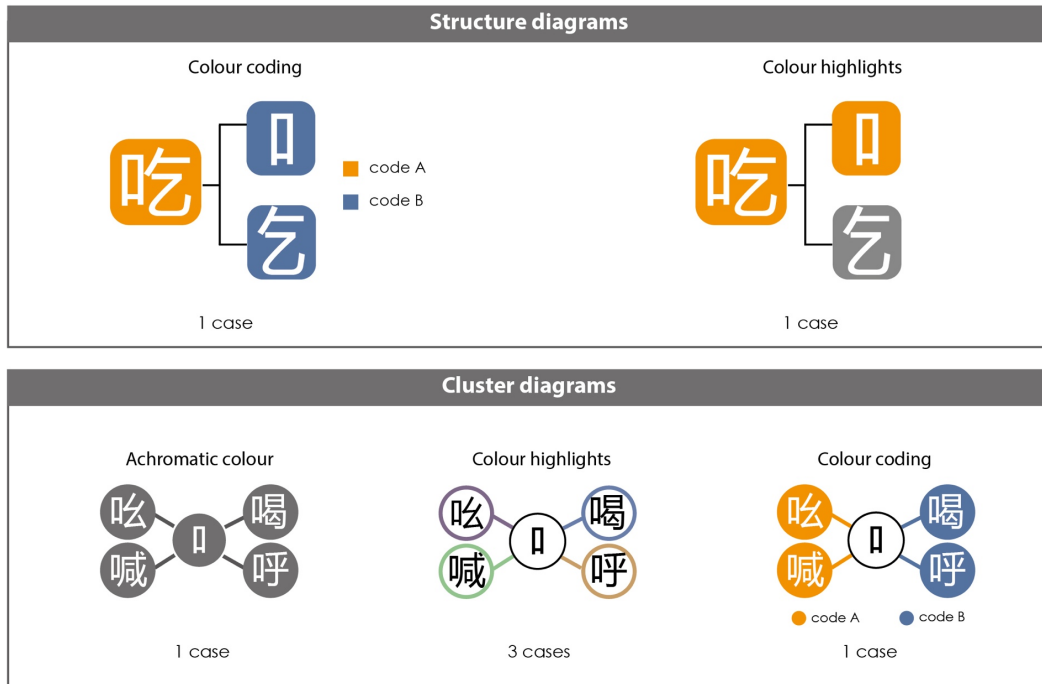 Structure diagrams
Colour coding
Colour highlights
吃
口
乞
code A
code B
吃
口
乞
1 case
1 case
Cluster diagrams
Achromatic colour
Colour highlights
Colour coding
吆
喝
口
喊
呼
吆
喝
口
喊
呼
吆
喝
口
喊
呼
code A
code B
1 case
3 cases
1 case